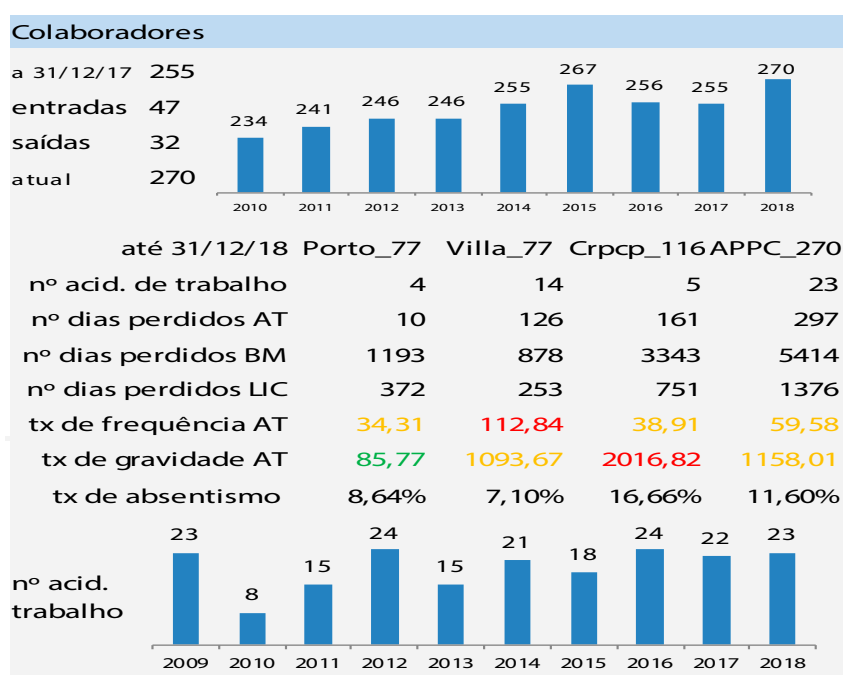 Colaboradores
a 31/12/17 255
entradas 47
saídas 32
atual 270
234 241 246 246 255 267 256 255 270
2010 2011 2012 2013 2014 2015 2016 2017 2018
até 31/12/18 Porto_77 Villa_77 Crpcp_116 APPC_270
nº acid. de trabalho 4 14 5 23
nº dias perdidos AT 10 126 161 297
nº dias perdidos BM 1193 878 3343 5414
nº dias perdidos LIC 372 253 751 1376
tx de frequência AT 34,31 112,84 38,91 59,58
tx de gravidade AT 85,77 1093,67 2016,82 1158,01
tx de absentismo 8,64% 7,10% 16,66% 11,60%
nº acid.
trabalho
23 8 15 24 15 21 18 24 22 23
2009 2010 2011 2012 2013 2014 2015 2016 2017 2018